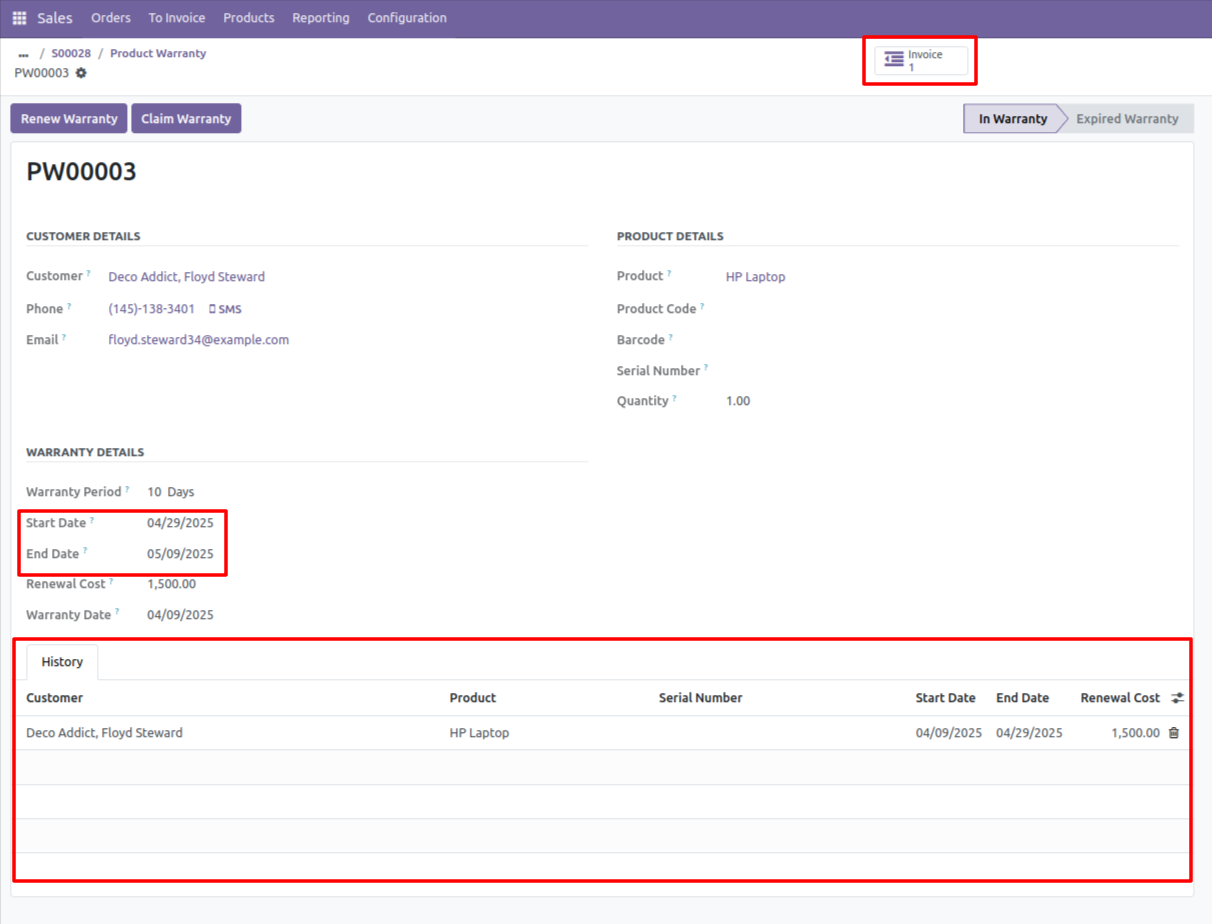 Sales Orders To Invoice Products Reporting Configuration
... / S00028 / Product Warranty
PW00003
Invoice
1
Renew Warranty Claim Warranty In Warranty Expired Warranty
PW00003
CUSTOMER DETAILS PRODUCT DETAILS
Customer ? Deco Addict, Floyd Steward Product ? HP Laptop
Phone ? (145)-138-3401 SMS Product Code ?
Email ? floyd.steward34@example.com Barcode ?
Serial Number ?
Quantity ? 1.00
WARRANTY DETAILS
Warranty Period ? 10 Days
Start Date ? 04/29/2025
End Date ? 05/09/2025
Renewal Cost ? 1,500.00
Warranty Date ? 04/09/2025
History
Customer Product Serial Number Start Date End Date Renewal Cost
Deco Addict, Floyd Steward HP Laptop 04/09/2025 04/29/2025 1,500.00